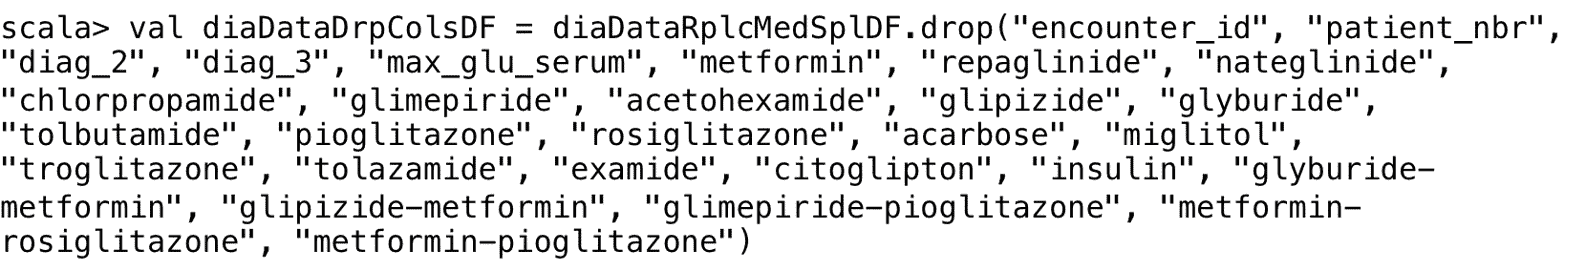 scala> val diaDataDrpColsDF = diaDataRplcMedSplDF.drop("encounter_id", "patient_nbr",
"diag_2", "diag_3", "max_glu_serum", "metformin", "repaglinide", "nateglinide",
"chlorpropamide", "glimepiride", "acetohexamide", "glipizide", "glyburide",
"tolbutamide", "pioglitazone", "rosiglitazone", "acarbose", "miglitol",
"troglitazone", "tolazamide", "examide", "citoglipton", "insulin", "glyburide-
metformin", "glipizide-metformin", "glimepiride-pioglitazone", "metformin-
rosiglitazone", "metformin-pioglitazone")